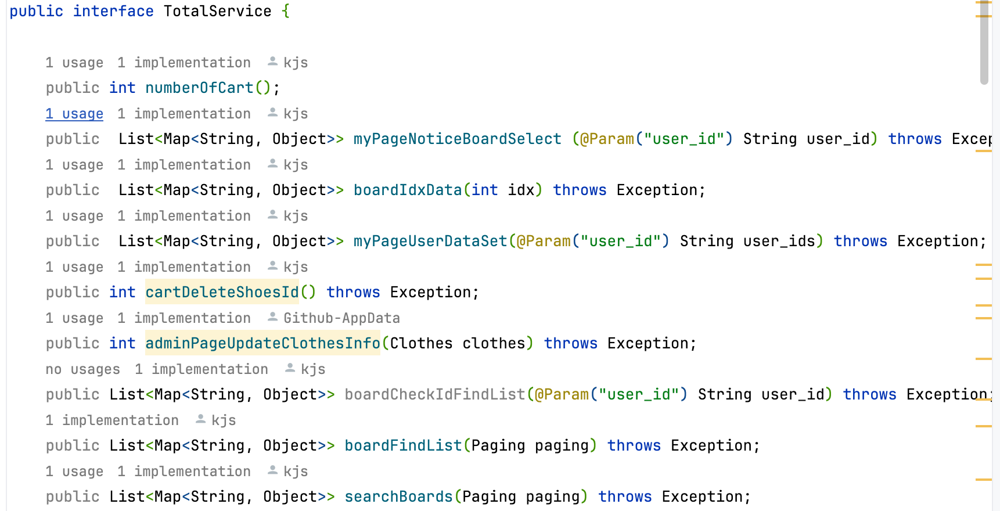 public interface TotalService {
1 usage 1 implementation kjs
public int numberOfCart();
1 usage 1 implementation kjs
public  List<Map<String, Object>> myPageNoticeBoardSelect (@Param("user_id") String user_id) throws Excep
1 usage 1 implementation kjs
public  List<Map<String, Object>> boardIdxData(int idx) throws Exception;
1 usage 1 implementation kjs
public  List<Map<String, Object>> myPageUserDataSet(@Param("user_id") String user_ids) throws Exception;
1 usage 1 implementation kjs
public int cartDeleteShoesId() throws Exception;
1 usage 1 implementation Github-AppData
public int adminPageUpdateClothesInfo(Clothes clothes) throws Exception;
no usages 1 implementation kjs
public List<Map<String, Object>> boardCheckIdFindList(@Param("user_id") String user_id) throws Exception;
1 implementation kjs
public List<Map<String, Object>> boardFindList(Paging paging) throws Exception;
1 usage 1 implementation kjs
public List<Map<String, Object>> searchBoards(Paging paging) throws Exception;